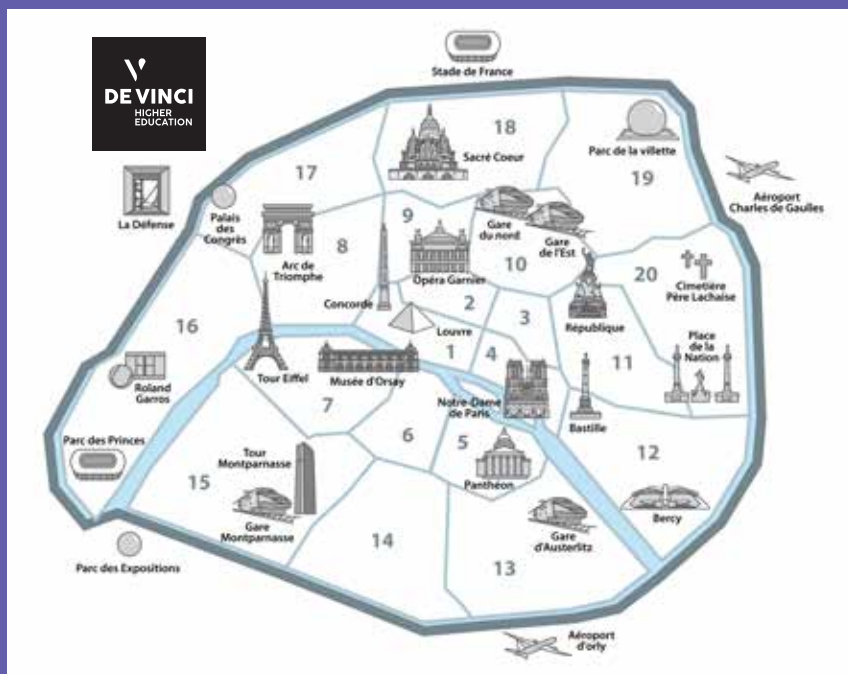 DE VINCI
HIGHER
EDUCATION
Stade de France
18
Sacré Coeur
Parc de la villette
19
17
La Défense
Palais
des
Congrès
Aéroport
Charles de Gaulles
9
Gare
du nord
Gare
de l'Est
8
Arc de
Triomphe
Opéra Garnier
10
20
Cimetière
Père Lachaise
Concorde
2
Louvre
3
République
Place
de la
Nation
16
1
4
11
Tour Eiffel
Musée d'Orsay
Roland
Garros
7
Notre-Dame
de Paris
Bastille
6
5
Parc des Princes
Tour
Montparnasse
Panthéon
12
15
Gare
Montparnasse
Bercy
14
Gare
d'Austerlitz
13
Parc des Expositions
Aéroport
d'orly